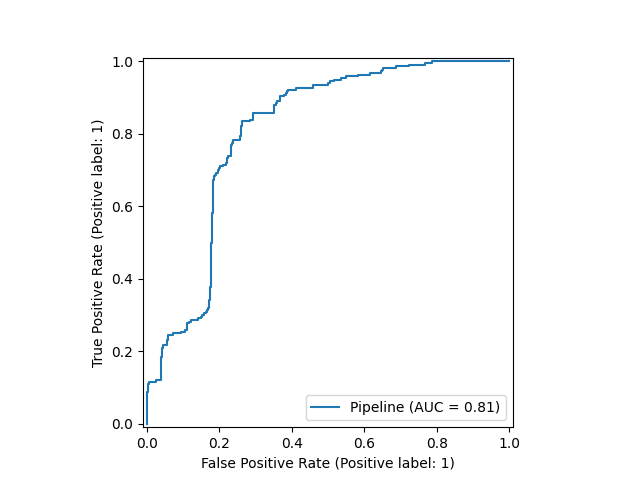 1.0
0.8
0.6
0.4
0.2
0.0
True Positive Rate (Positive label: 1)
Pipeline (AUC = 0.81)
0.0 0.2 0.4 0.6 0.8 1.0
False Positive Rate (Positive label: 1)